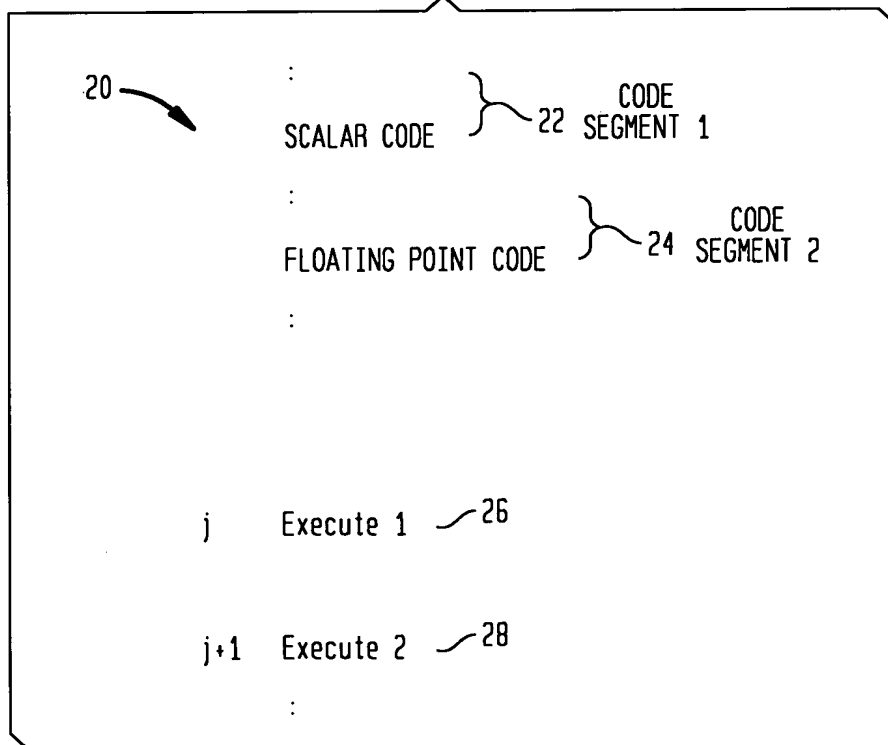 :
20
SCALAR CODE
22
CODE
SEGMENT 1
:
FLOATING POINT CODE
24
CODE
SEGMENT 2
:
j Execute 1 26
j+1 Execute 2 28
: